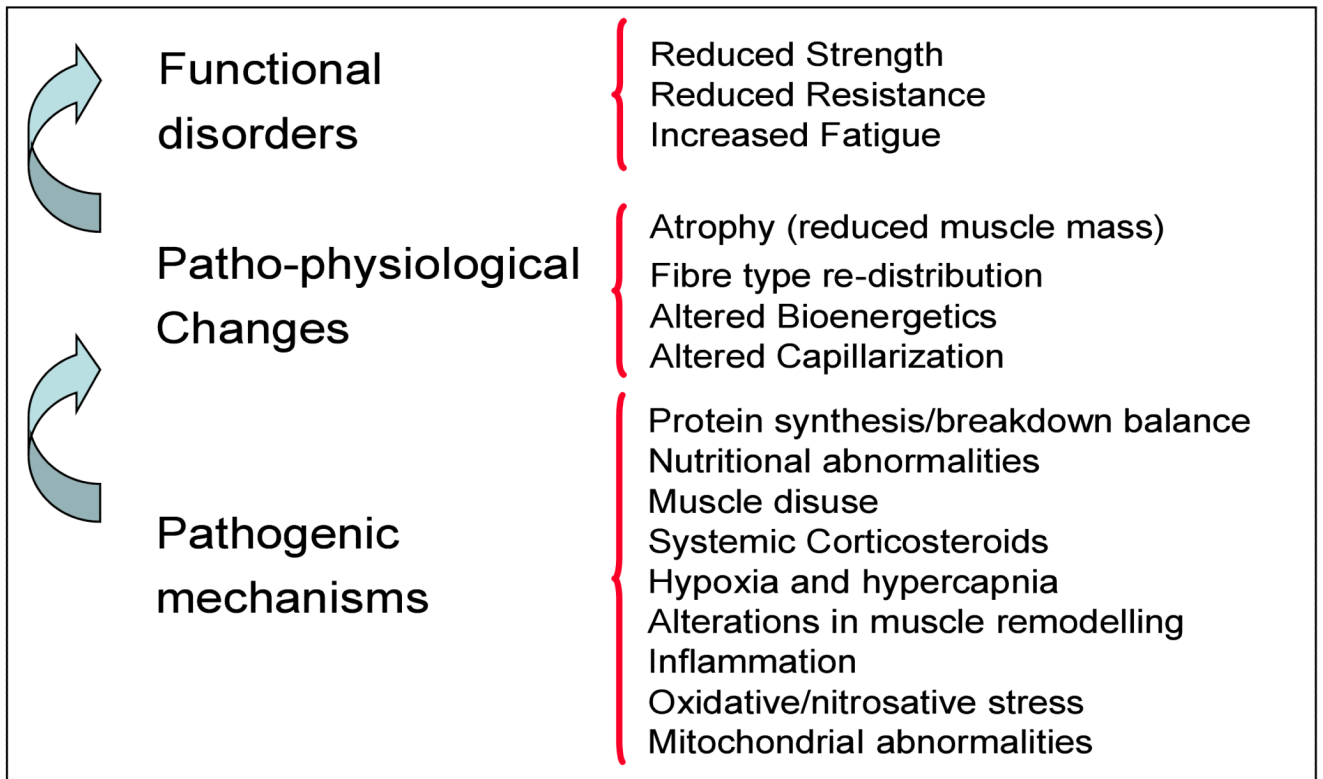 Functional
disorders
Reduced Strength
Reduced Resistance
Increased Fatigue
Patho-physiological
Changes
Atrophy (reduced muscle mass)
Fibre type re-distribution
Altered Bioenergetics
Altered Capillarization
Pathogenic
mechanisms
Protein synthesis/breakdown balance
Nutritional abnormalities
Muscle disuse
Systemic Corticosteroids
Hypoxia and hypercapnia
Alterations in muscle remodelling
Inflammation
Oxidative/nitrosative stress
Mitochondrial abnormalities